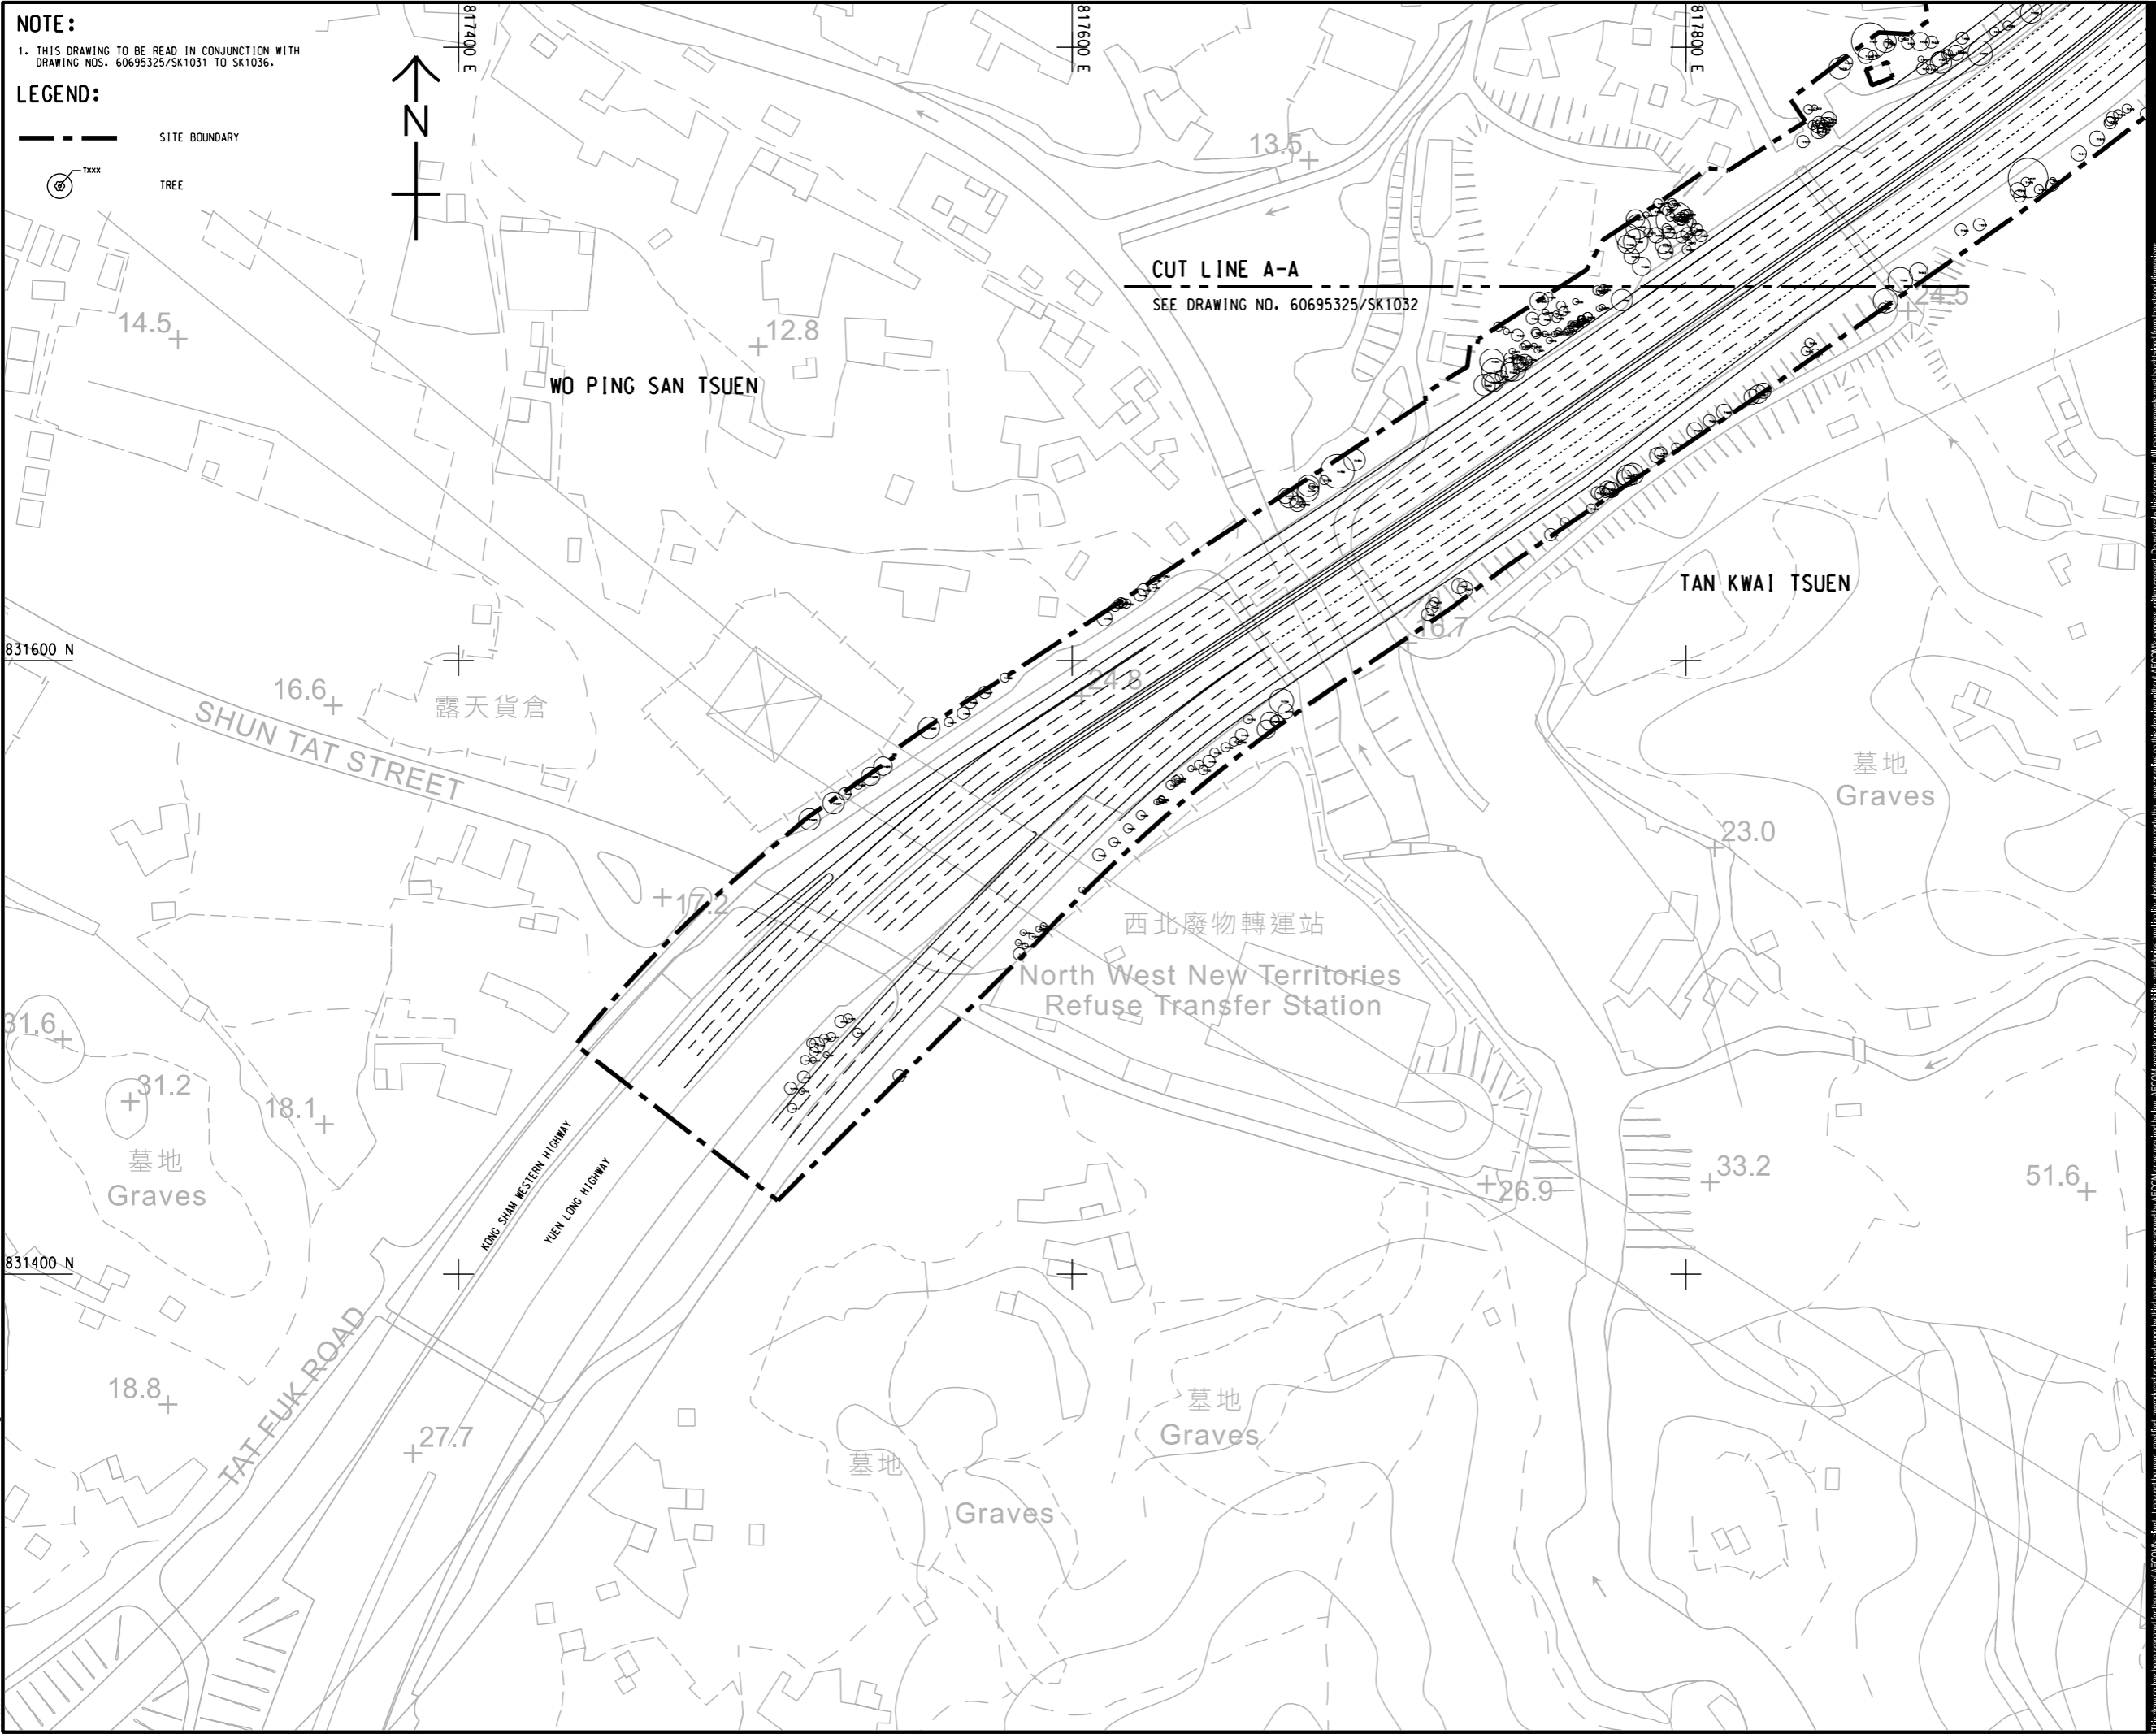 NOTE:
1. THIS DRAWING TO BE READ IN CONJUNCTION WITH
DRAWING NOS. 60695325/SK1031 TO SK1036.
LEGEND:
SITE BOUNDARY
TXXX
TREE
N
817400 E
817600 E
817800 E
13.5
CUT LINE A-A
SEE DRAWING NO. 60695325/SK1032
24.5
14.5
12.8
WO PING SAN TSUEN
TAN KWAI TSUEN
16.7
831600 N
16.6
露天貨倉
24.8
SHUN TAT STREET
墓地
Graves
23.0
17.2
西北廢物轉運站
North West New Territories
Refuse Transfer Station
31.6
31.2
18.1
墓地
Graves
KONG SHAM WESTERN HIGHWAY
YUEN LONG HIGHWAY
33.2
51.6
26.9
831400 N
TAT FUK ROAD
18.8
27.7
墓地
Graves
墓地
Graves